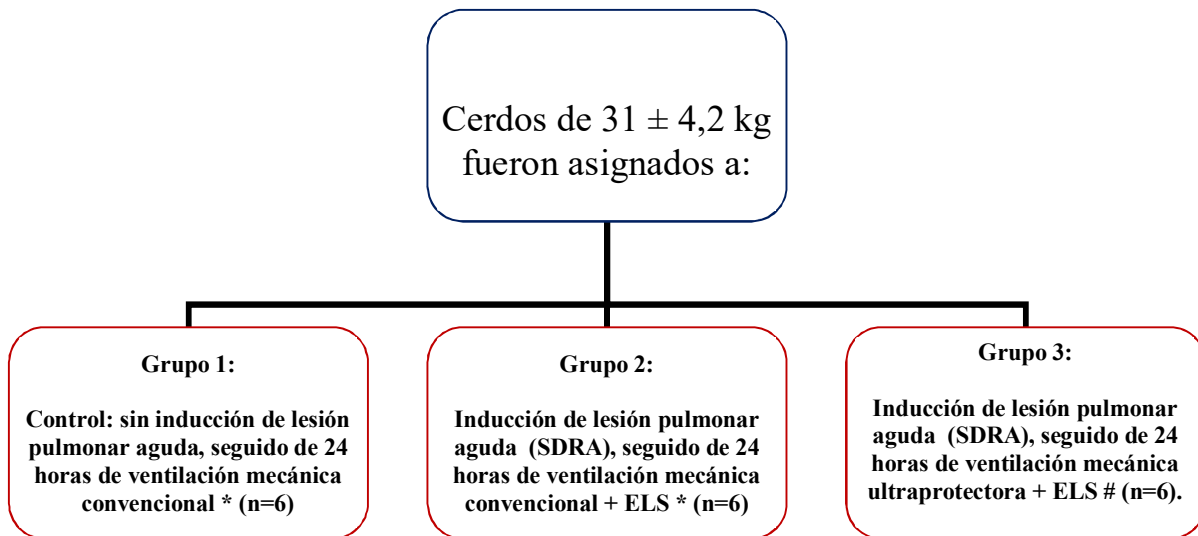 Cerdos de 31 ± 4,2 kg
fueron asignados a:
Grupo 1:
Control: sin inducción de lesión
pulmonar aguda, seguido de 24
horas de ventilación mecánica
convencional * (n=6)
Grupo 2:
Inducción de lesión pulmonar
aguda (SDRA), seguido de 24
horas de ventilación mecánica
convencional + ELS * (n=6)
Grupo 3:
Inducción de lesión pulmonar
aguda (SDRA), seguido de 24
horas de ventilación mecánica
ultraprotectora + ELS # (n=6).